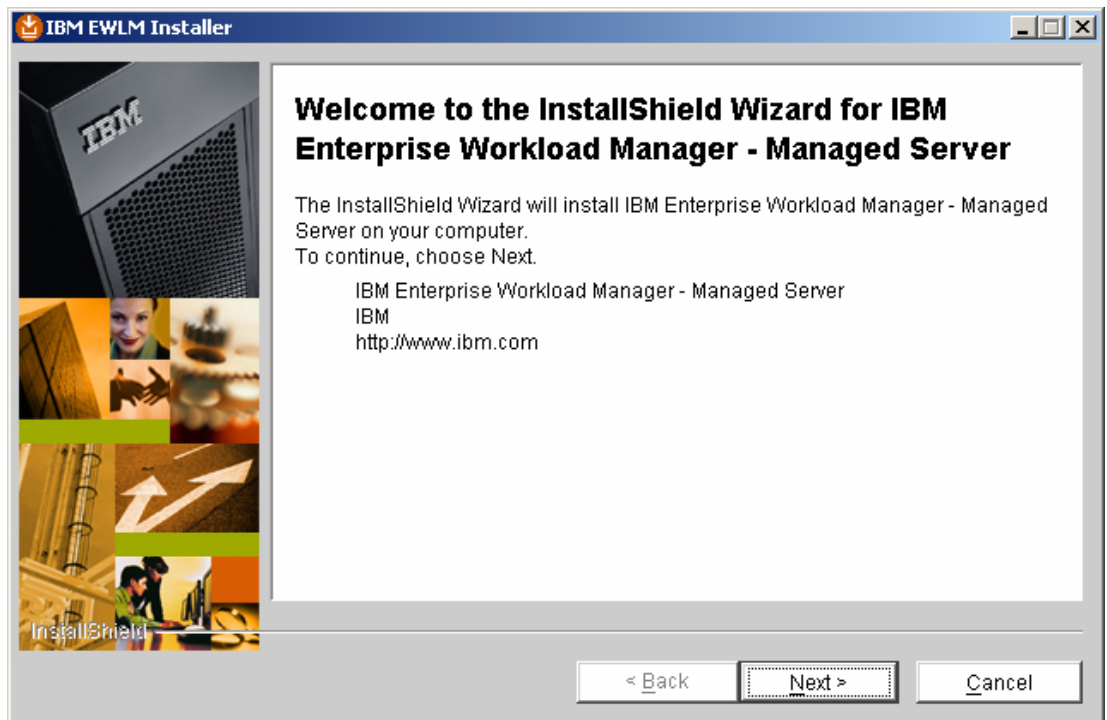 IBM EWLM Installer
IBM
Welcome to the InstallShield Wizard for IBM
Enterprise Workload Manager - Managed Server
The InstallShield Wizard will install IBM Enterprise Workload Manager - Managed
Server on your computer.
To continue, choose Next.
IBM Enterprise Workload Manager - Managed Server
IBM
http://www.ibm.com
InstallShield
< Back
Next >
Cancel